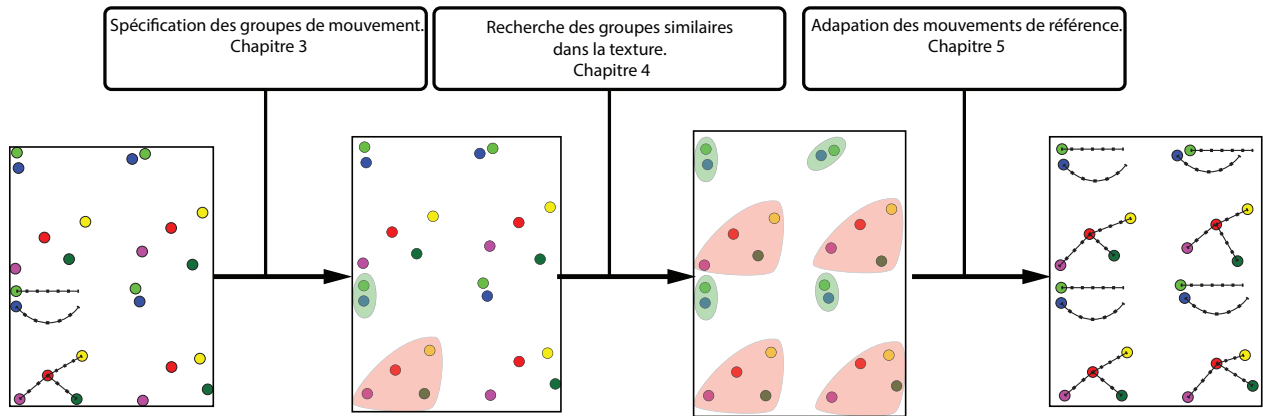 Spécification des groupes de mouvement.
Chapitre 3
Recherche des groupes similaires
dans la texture.
Chapitre 4
Adapation des mouvements de référence.
Chapitre 5